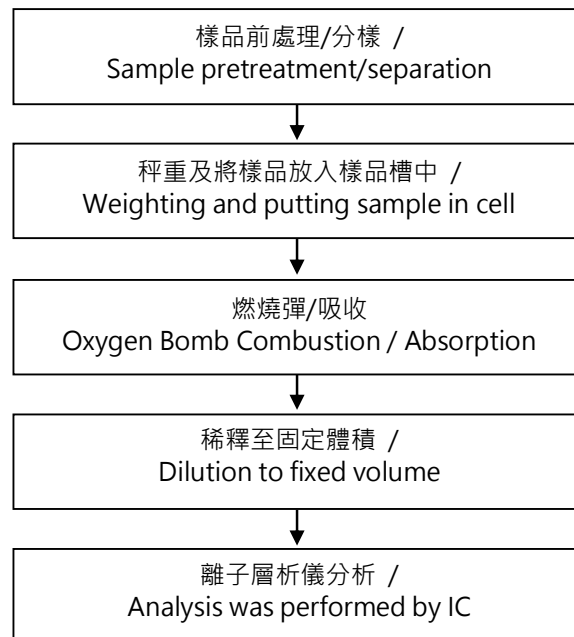 樣品前處理/分樣 /
Sample pretreatment/separation
秤重及將樣品放入樣品槽中 /
Weighting and putting sample in cell
燃燒彈/吸收
Oxygen Bomb Combustion / Absorption
稀釋至固定體積 /
Dilution to fixed volume
離子層析儀分析 /
Analysis was performed by IC